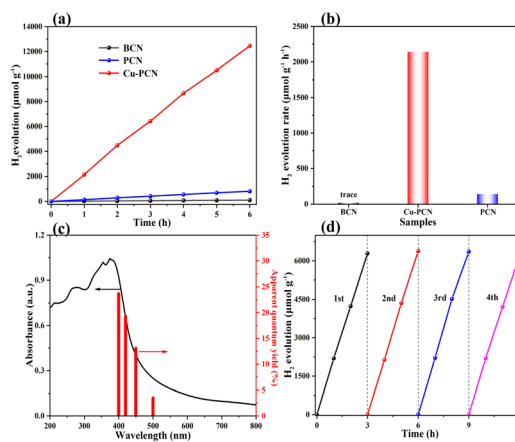 (a)
H2evolution (μmol g-1)
14000
12000
10000
8000
6000
4000
2000
0
BCN
PCN
Cu-PCN
0 1 2 3 4 5 6
Time (h)
(b)
H2 evolution rate (μmol g-1 h-1)
2500
2000
1500
1000
500
0
trace
BCN Cu-PCN PCN
Samples
(c)
Absorbance (a.u.)
1.2
0.9
0.6
0.3
0.0
35
30
25
20
15
10
5
0
Apparent quantum yield (%)
200 300 400 500 600 700 800
Wavelength (nm)
(d)
H2 evolution (μmol g-1)
6000
4500
3000
1500
0
1st 2nd 3rd 4th
0 3 6 9
Time (h)